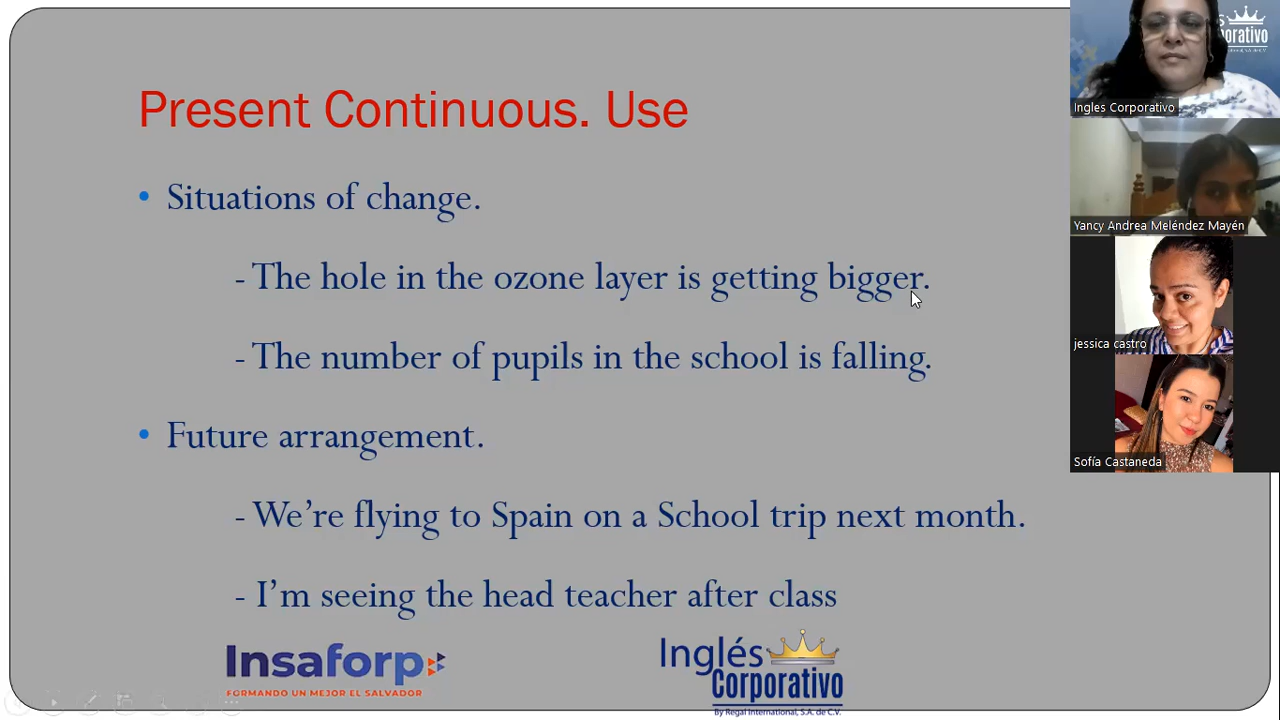 Present Continuous. Use
• Situations of change.
- The hole in the ozone layer is getting bigger.
- The number of pupils in the school is falling.
• Future arrangement.
- We're flying to Spain on a School trip next month.
- I'm seeing the head teacher after class
Insaforp
FORMANDO UN MEJOR EL SALVADOR
Inglés
Corporativo
By Regal International, S.A. de C.V.
Ingles Corporativo
Yancy Andrea Meléndez Mayén
jessica castro
Sofía Castaneda